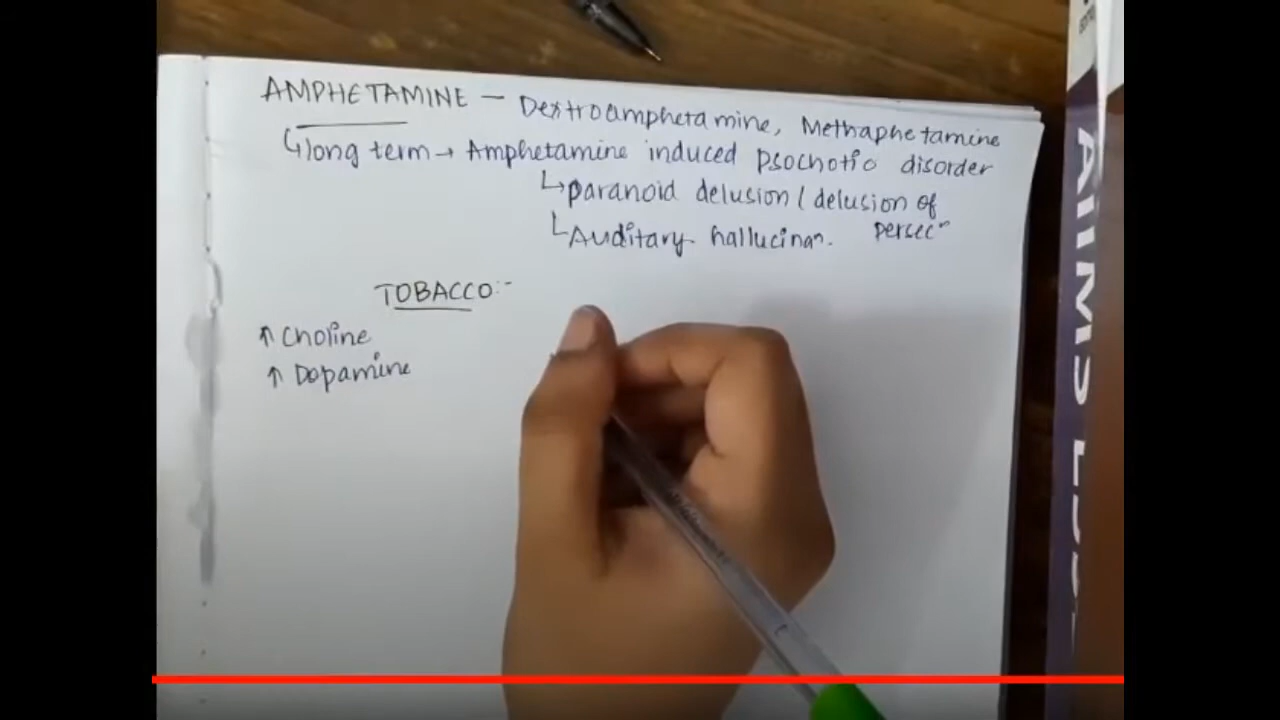 AMPHETAMINE — Dextroamphetamine, Methaphetamine
↳long term → Amphetamine induced psochotic disorder
↳paranoid delusion / delusion of persecⁿ
↳Auditary hallucinaⁿ.
TOBACCO:-
↑ Choline
↑ Dopamine
AIIMS